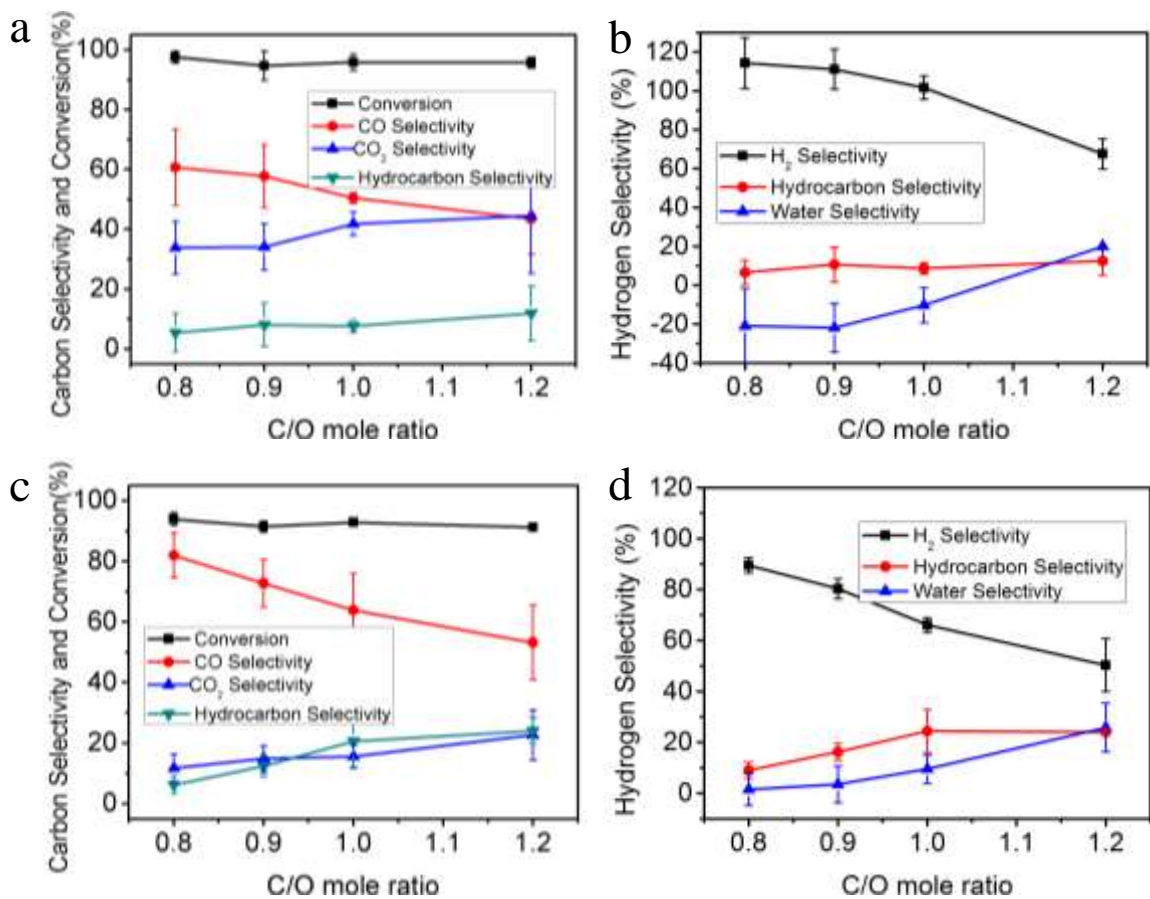 a
Carbon Selectivity and Conversion(%)
100
80
60
40
20
0
Conversion
CO Selectivity
CO2 Selectivity
Hydrocarbon Selectivity
0.8 0.9 1.0 1.1 1.2
C/O mole ratio
b
Hydrogen Selectivity (%)
120
100
80
60
40
20
0
-20
-40
H2 Selectivity
Hydrocarbon Selectivity
Water Selectivity
0.8 0.9 1.0 1.1 1.2
C/O mole ratio
c
Carbon Selectivity and Conversion(%)
100
80
60
40
20
0
Conversion
CO Selectivity
CO2 Selectivity
Hydrocarbon Selectivity
0.8 0.9 1.0 1.1 1.2
C/O mole ratio
d
Hydrogen Selectivity (%)
120
100
80
60
40
20
0
H2 Selectivity
Hydrocarbon Selectivity
Water Selectivity
0.8 0.9 1.0 1.1 1.2
C/O mole ratio